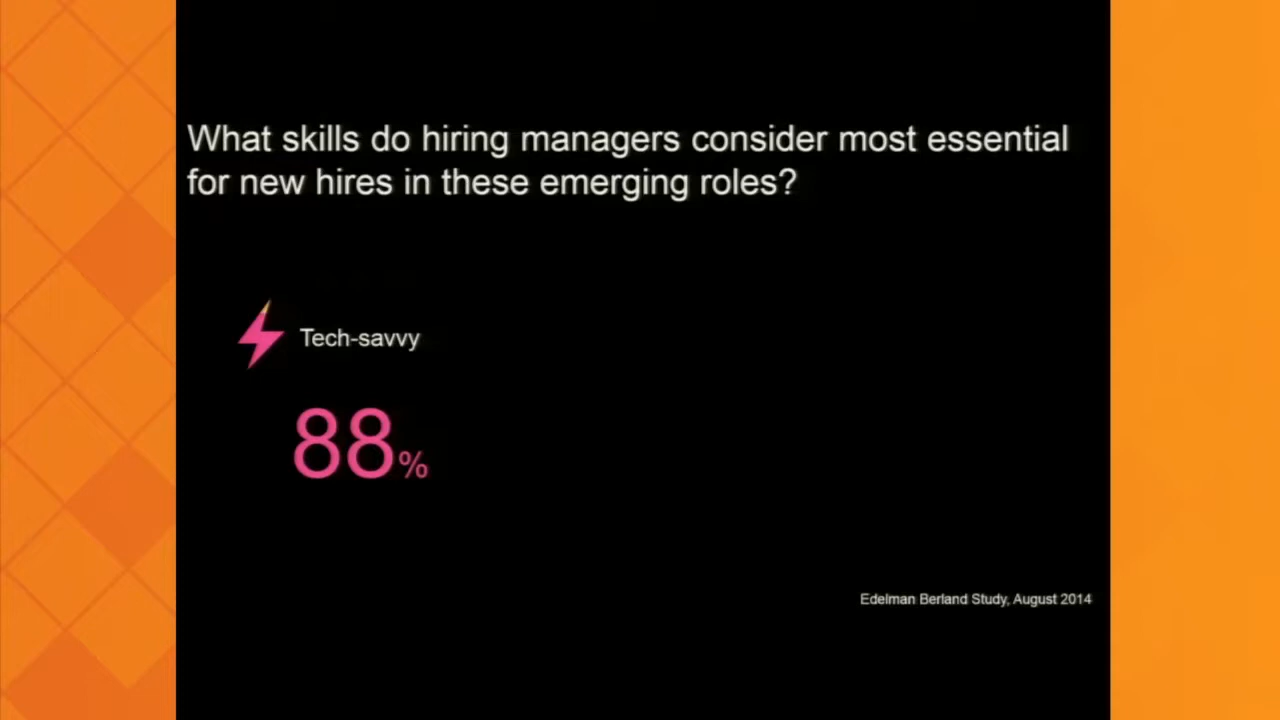 What skills do hiring managers consider most essential
for new hires in these emerging roles?
Tech-savvy
88%
Edelman Berland Study, August 2014